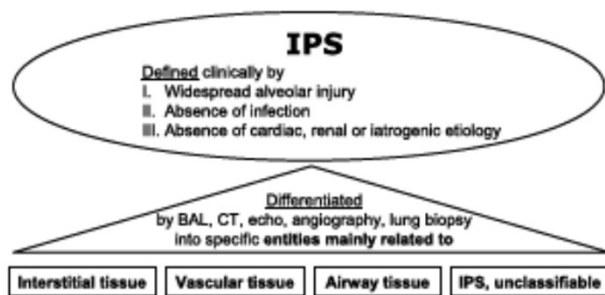 IPS
Defined clinically by
I. Widespread alveolar injury
II. Absence of infection
III. Absence of cardiac, renal or iatrogenic etiology
Differentiated
by BAL, CT, echo, angiography, lung biopsy
into specific entities mainly related to
Interstitial tissue
Vascular tissue
Airway tissue
IPS, unclassifiable